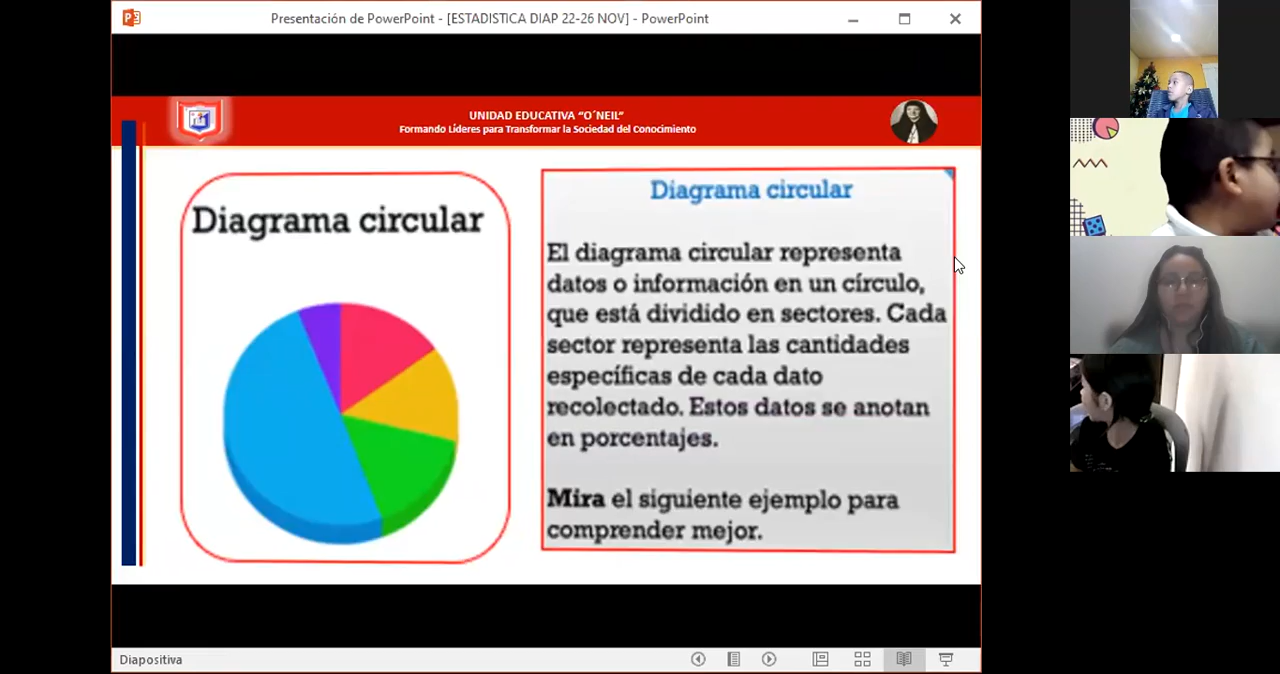 Presentación de PowerPoint - [ESTADISTICA DIAP 22-26 NOV] - PowerPoint
UNIDAD EDUCATIVA “O´NEIL”
Formando Líderes para Transformar la Sociedad del Conocimiento
Diagrama circular
Diagrama circular
El diagrama circular representa
datos o información en un círculo,
que está dividido en sectores. Cada
sector representa las cantidades
específicas de cada dato
recolectado. Estos datos se anotan
en porcentajes.
Mira el siguiente ejemplo para
comprender mejor.
Diapositiva